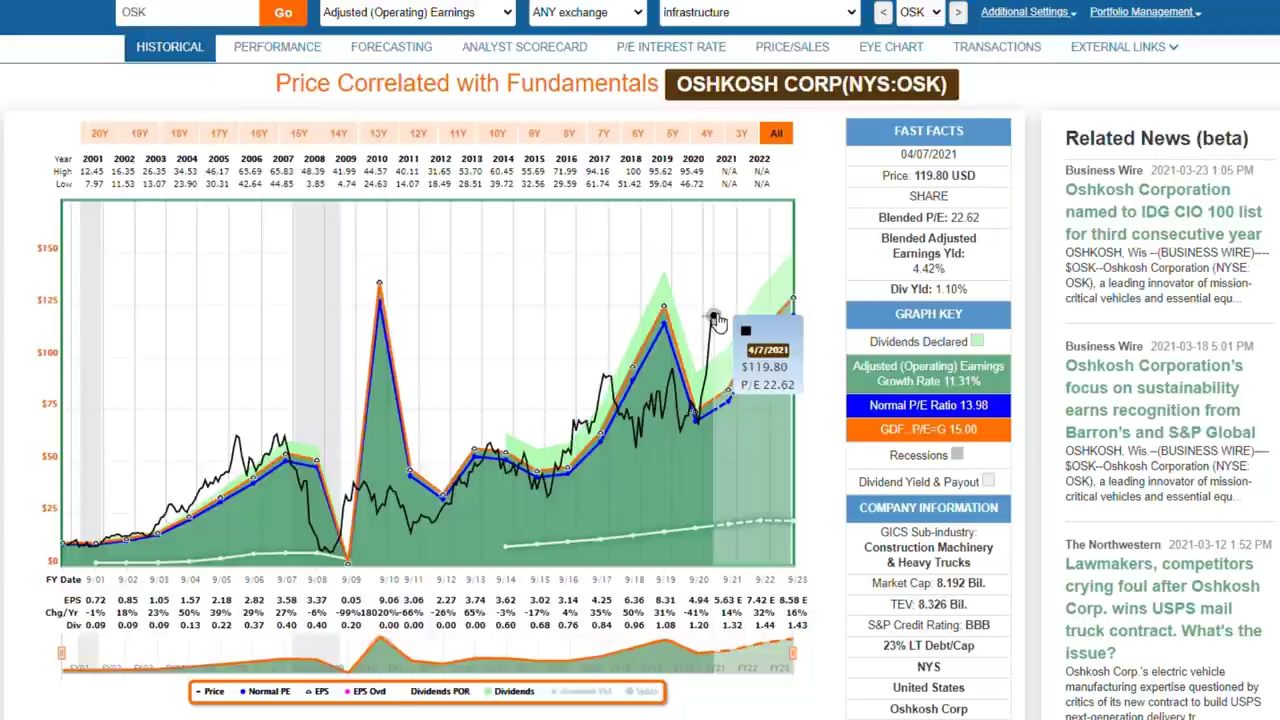 OSK
Go
Adjusted (Operating) Earnings
ANY exchange
infrastructure
<
OSK
>
Additional Settings
Portfolio Management
HISTORICAL
PERFORMANCE
FORECASTING
ANALYST SCORECARD
P/E INTEREST RATE
PRICE/SALES
EYE CHART
TRANSACTIONS
EXTERNAL LINKS
Price Correlated with Fundamentals OSHKOSH CORP(NYS:OSK)
20Y 19Y 18Y 17Y 16Y 15Y 14Y 13Y 12Y 11Y 10Y 9Y 8Y 7Y 6Y 5Y 4Y 3Y All
Year 2001 2002 2003 2004 2005 2006 2007 2008 2009 2010 2011 2012 2013 2014 2015 2016 2017 2018 2019 2020 2021 2022
High 12.45 16.35 26.35 34.53 46.17 65.69 65.83 48.39 41.99 44.57 40.11 31.65 53.70 60.45 55.69 71.99 94.16 100 95.62 95.49 N/A N/A
Low 7.97 11.53 13.07 23.90 30.31 42.64 44.85 3.85 4.74 24.63 14.07 18.49 28.51 39.72 32.56 29.59 61.74 51.42 59.04 46.72 N/A N/A
$150
$125
$100
$75
$50
$25
$0
4/7/2021
$119.80
P/E 22.62
FY Date 9/01 9/02 9/03 9/04 9/05 9/06 9/07 9/08 9/09 9/10 9/11 9/12 9/13 9/14 9/15 9/16 9/17 9/18 9/19 9/20 9/21 9/22 9/23
EPS 0.72 0.85 1.05 1.57 2.18 2.76 3.58 3.37 0.05 9.06 3.12 2.27 3.74 3.62 3.02 3.14 4.25 6.36 8.31 4.94 5.63 E 7.42 E 8.58 E
Chg/Yr -1% 18% 23% 50% 39% 29% 27% -6% -99% 18020% -66% -26% 65% -3% -17% 4% 35% 50% 31% -41% 14% 32% 16%
Div 0.09 0.09 0.09 0.13 0.22 0.37 0.40 0.40 0.20 0.00 0.00 0.00 0.00 0.60 0.68 0.76 0.84 0.96 1.08 1.20 1.32 1.44 1.43
Price Normal PE EPS EPS Ovd Dividends POR Dividends
FAST FACTS
04/07/2021
Price: 119.80 USD
SHARE
Blended P/E: 22.62
Blended Adjusted
Earnings Yld:
4.42%
Div Yld: 1.10%
GRAPH KEY
Dividends Declared
Adjusted (Operating) Earnings
Growth Rate 11.31%
Normal P/E Ratio 13.98
GDF...P/E=G 15.00
Recessions
Dividend Yield & Payout
COMPANY INFORMATION
GICS Sub-industry:
Construction Machinery
& Heavy Trucks
Market Cap: 8.192 Bil.
TEV: 8.326 Bil.
S&P Credit Rating: BBB
23% LT Debt/Cap
NYS
United States
Oshkosh Corp
Related News (beta)
Business Wire 2021-03-23 1:05 PM
Oshkosh Corporation
named to IDG CIO 100 list
for third consecutive year
OSHKOSH, Wis.--(BUSINESS WIRE)----
$OSK--Oshkosh Corporation (NYSE:
OSK), a leading innovator of mission-
critical vehicles and essential equ...
Business Wire 2021-03-18 5:01 PM
Oshkosh Corporation's
focus on sustainability
earns recognition from
Barron's and S&P Global
OSHKOSH, Wis.--(BUSINESS WIRE)----
$OSK--Oshkosh Corporation (NYSE:
OSK), a leading innovator of mission-
critical vehicles and essential equ...
The Northwestern 2021-03-12 1:52 PM
Lawmakers, competitors
crying foul after Oshkosh
Corp. wins USPS mail
truck contract. What's the
issue?
Oshkosh Corp.'s electric vehicle
manufacturing expertise questioned by
critics of its new contract to build USPS
next-generation delivery tr